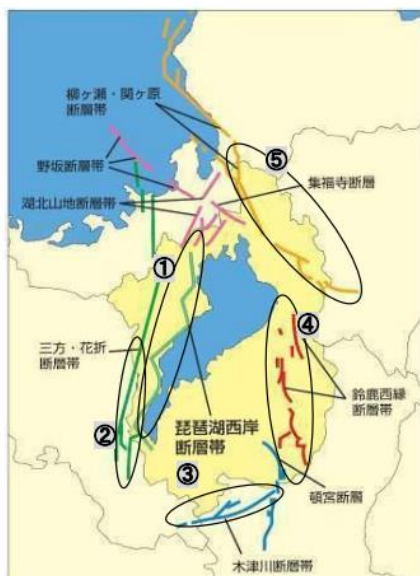 柳ヶ瀬・関ヶ原
断層帯
⑤
野坂断層帯
集福寺断層
湖北山地断層帯
①
④
三方・花折
断層帯
鈴鹿西縁
断層帯
②
琵琶湖西岸
断層帯
③
頓宮断層
木津川断層帯